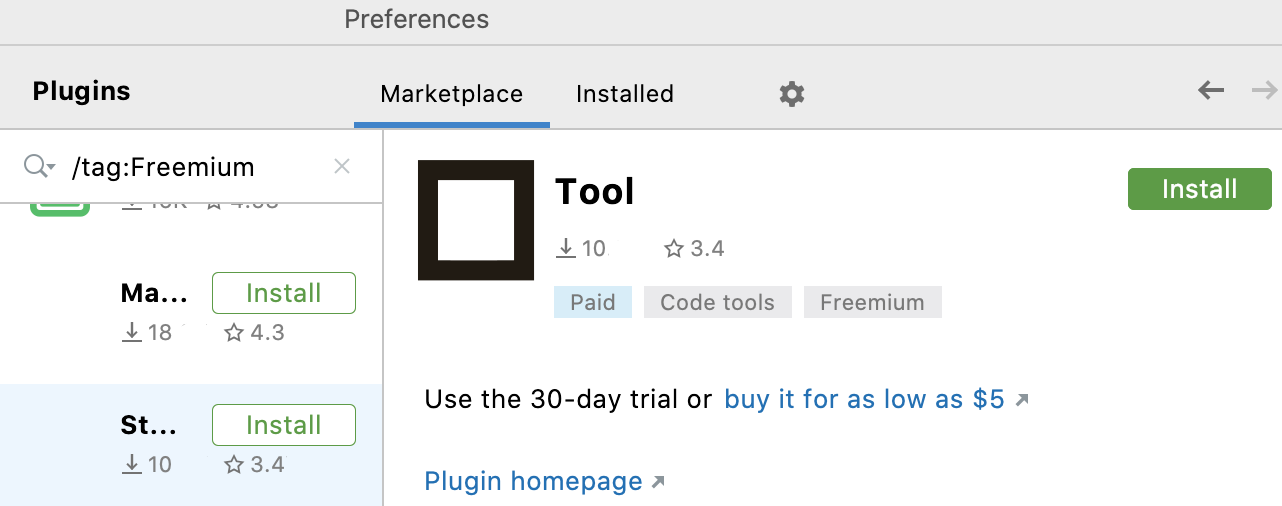 Preferences
Plugins
Marketplace Installed
/tag:Freemium
Ma... Install
18 4.3
St... Install
10 3.4
Tool
Install
10 3.4
Paid Code tools Freemium
Use the 30-day trial or buy it for as low as $5
Plugin homepage